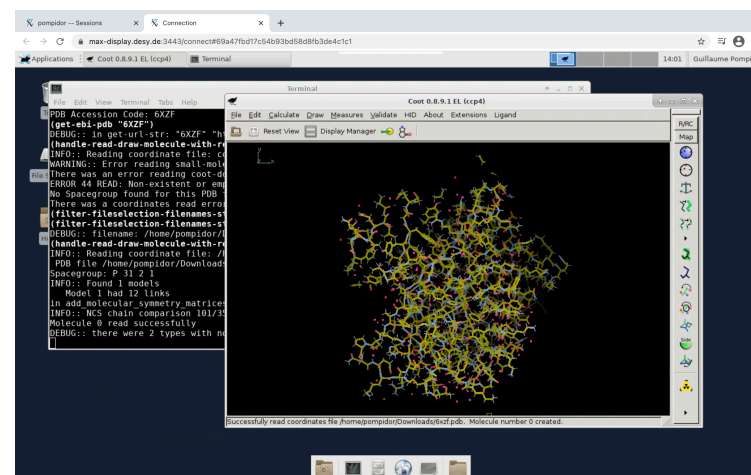 pompidor -- Sessions
Connection
max-display.desy.de:3443/connect#69a47fbd17c54b93bd58d8fb3de4c1c1
Applications
Coot 0.8.9.1 EL (ccp4)
Terminal
14:01
Guillaume Pompi
Terminal
File Edit View Terminal Tabs Help
PDB Accession Code: 6XZF
(get-ebi-pdb "6XZF")
DEBUG:: in get-url-str: "6XZF" "h
(handle-read-draw-molecule-with-r
INFO:: Reading coordinate file: co
WARNING:: Error reading small-mole
There was an error reading coot-do
ERROR 44 READ: Non-existent or emp
No Spacegroup found for this PDB
There was a coordinates read error
(filter-fileselection-filenames-st
(filter-fileselection-filenames-st
DEBUG:: filename: /home/pompidor/D
(handle-read-draw-molecule-with-re
INFO:: Reading coordinate file: /h
PDB file /home/pompidor/Downloads
Spacegroup: P 31 2 1
INFO:: Found 1 models
Model 1 had 12 links
in add_molecular_symmetry_matrices
INFO:: NCS chain comparison 101/35
Molecule 0 read successfully
DEBUG:: there were 2 types with no
Coot 0.8.9.1 EL (ccp4)
File Edit Calculate Draw Measures Validate HID About Extensions Ligand
Reset View
Display Manager
R/RC
Map
Side
Successfully read coordinates file /home/pompidor/Downloads/6xzf.pdb. Molecule number 0 created.